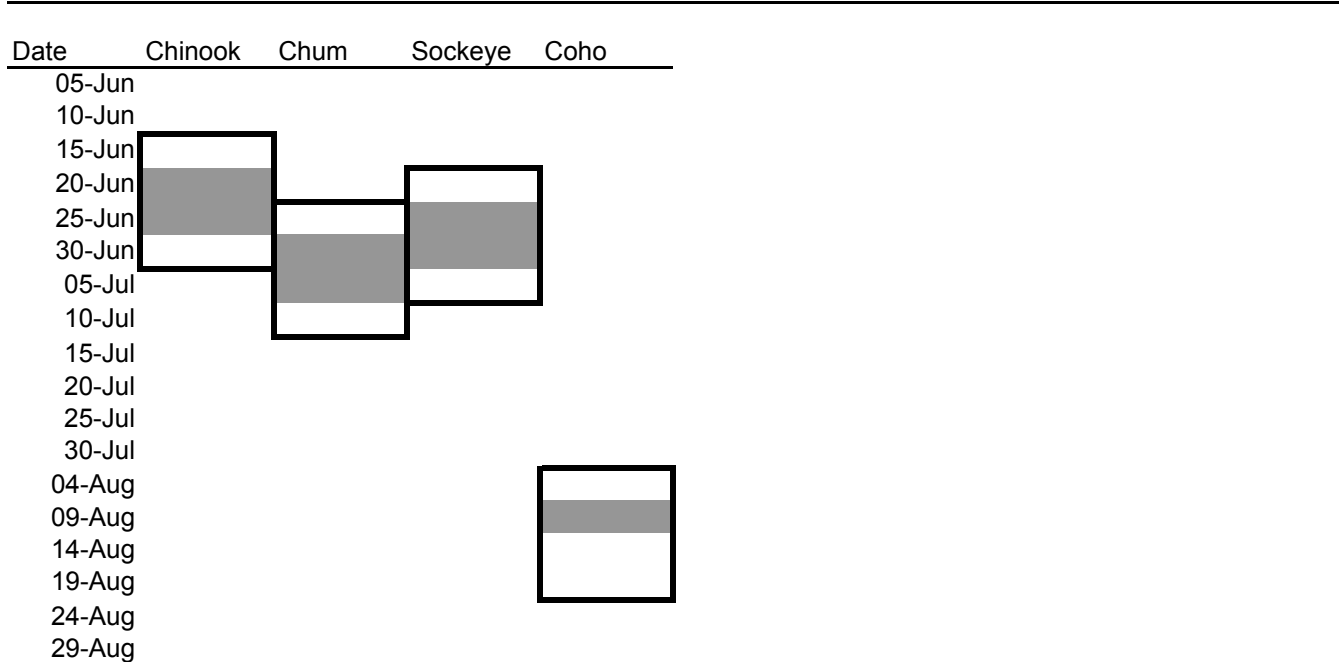 Date Chinook Chum Sockeye Coho
05-Jun
10-Jun
15-Jun
20-Jun
25-Jun
30-Jun
05-Jul
10-Jul
15-Jul
20-Jul
25-Jul
30-Jul
04-Aug
09-Aug
14-Aug
19-Aug
24-Aug
29-Aug